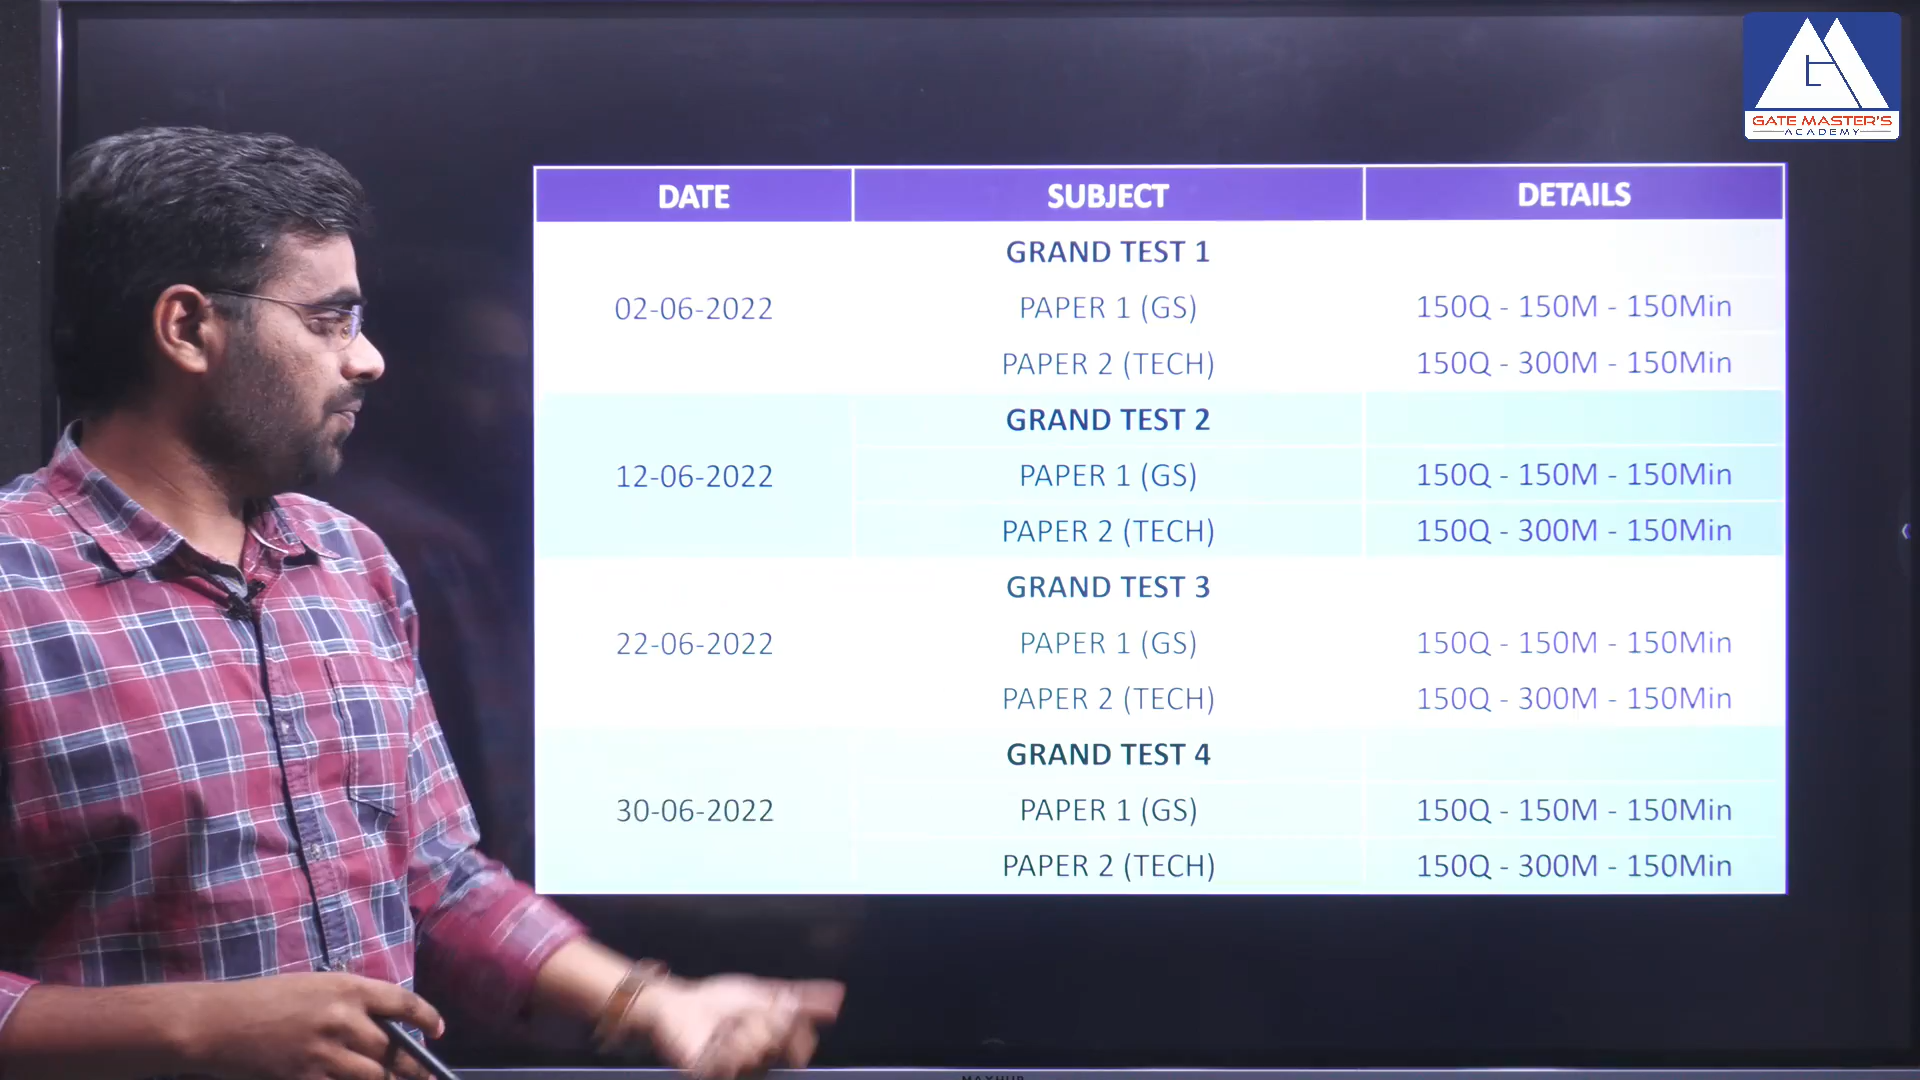 GATE MASTER'S
ACADEMY
DATE SUBJECT DETAILS
GRAND TEST 1
02-06-2022 PAPER 1 (GS) 150Q - 150M - 150Min
PAPER 2 (TECH) 150Q - 300M - 150Min
GRAND TEST 2
12-06-2022 PAPER 1 (GS) 150Q - 150M - 150Min
PAPER 2 (TECH) 150Q - 300M - 150Min
GRAND TEST 3
22-06-2022 PAPER 1 (GS) 150Q - 150M - 150Min
PAPER 2 (TECH) 150Q - 300M - 150Min
GRAND TEST 4
30-06-2022 PAPER 1 (GS) 150Q - 150M - 150Min
PAPER 2 (TECH) 150Q - 300M - 150Min